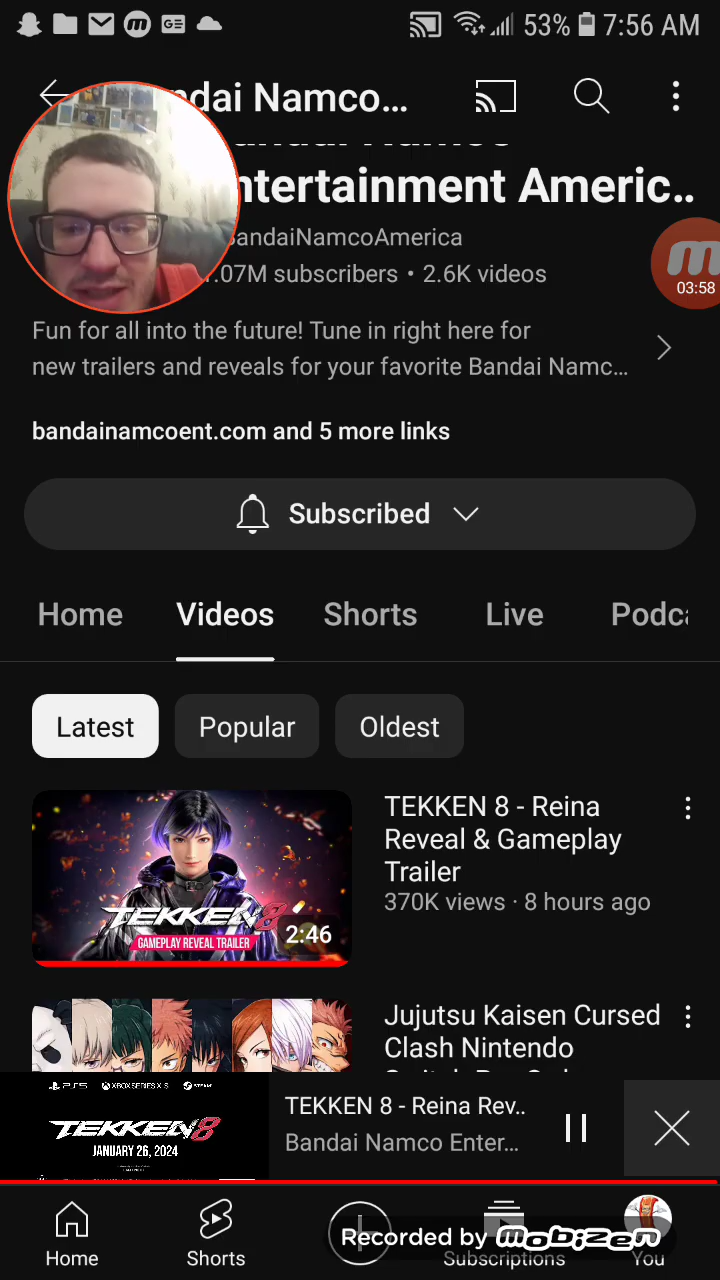 53% 7:56 AM
dai Namco...
ntertainment Americ..
BandaiNamcoAmerica
.07M subscribers • 2.6K videos
03:58
Fun for all into the future! Tune in right here for
new trailers and reveals for your favorite Bandai Namc...
bandainamcoent.com and 5 more links
Subscribed
Home Videos Shorts Live Podca
Latest Popular Oldest
TEKKEN 8 - Reina
Reveal & Gameplay
Trailer
370K views · 8 hours ago
TEKKEN 8
GAMEPLAY REVEAL TRAILER
2:46
Jujutsu Kaisen Cursed
Clash Nintendo
PS5 XBOX SERIES X|S STEAM
TEKKEN 8
JANUARY 26, 2024
TEKKEN 8 - Reina Rev..
Bandai Namco Enter...
Recorded by mobizen
Home Shorts Subscriptions You